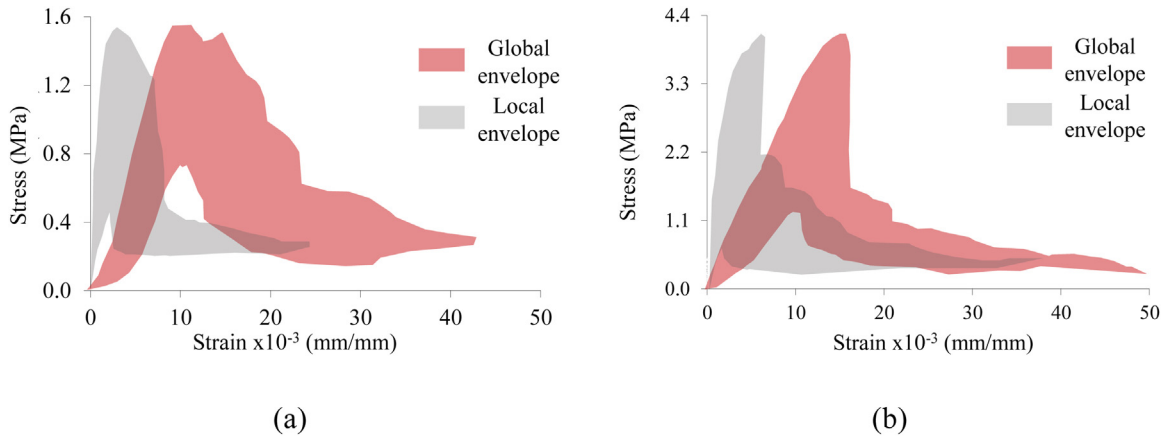 1.6
1.2
0.8
0.4
0.0
Stress (MPa)
0
10
20
30
40
50
Strain x10⁻³ (mm/mm)
Global
envelope
Local
envelope
(a)
4.4
3.3
2.2
1.1
0.0
Stress (MPa)
0
10
20
30
40
50
Strain x10⁻³ (mm/mm)
Global
envelope
Local
envelope
(b)